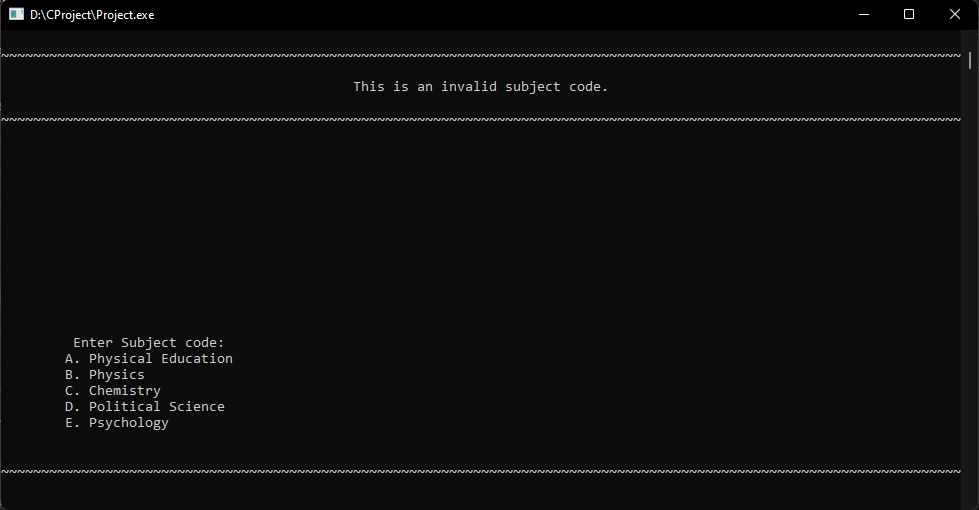 D:\CProject\Project.exe
~~~~~~~~~~~~~~~~~~~~~~~~~~~~~~~~~~~~~~~~~~~~~~~~~~~~~~~~~~~~~~~~~~~~~~~~~~~~~~~~~~~~~~~~~~~~~~~~~~~~~~~~~~~~~~~~~~~~~~~~
This is an invalid subject code.
~~~~~~~~~~~~~~~~~~~~~~~~~~~~~~~~~~~~~~~~~~~~~~~~~~~~~~~~~~~~~~~~~~~~~~~~~~~~~~~~~~~~~~~~~~~~~~~~~~~~~~~~~~~~~~~~~~~~~~~~
Enter Subject code:
A. Physical Education
B. Physics
C. Chemistry
D. Political Science
E. Psychology
~~~~~~~~~~~~~~~~~~~~~~~~~~~~~~~~~~~~~~~~~~~~~~~~~~~~~~~~~~~~~~~~~~~~~~~~~~~~~~~~~~~~~~~~~~~~~~~~~~~~~~~~~~~~~~~~~~~~~~~~